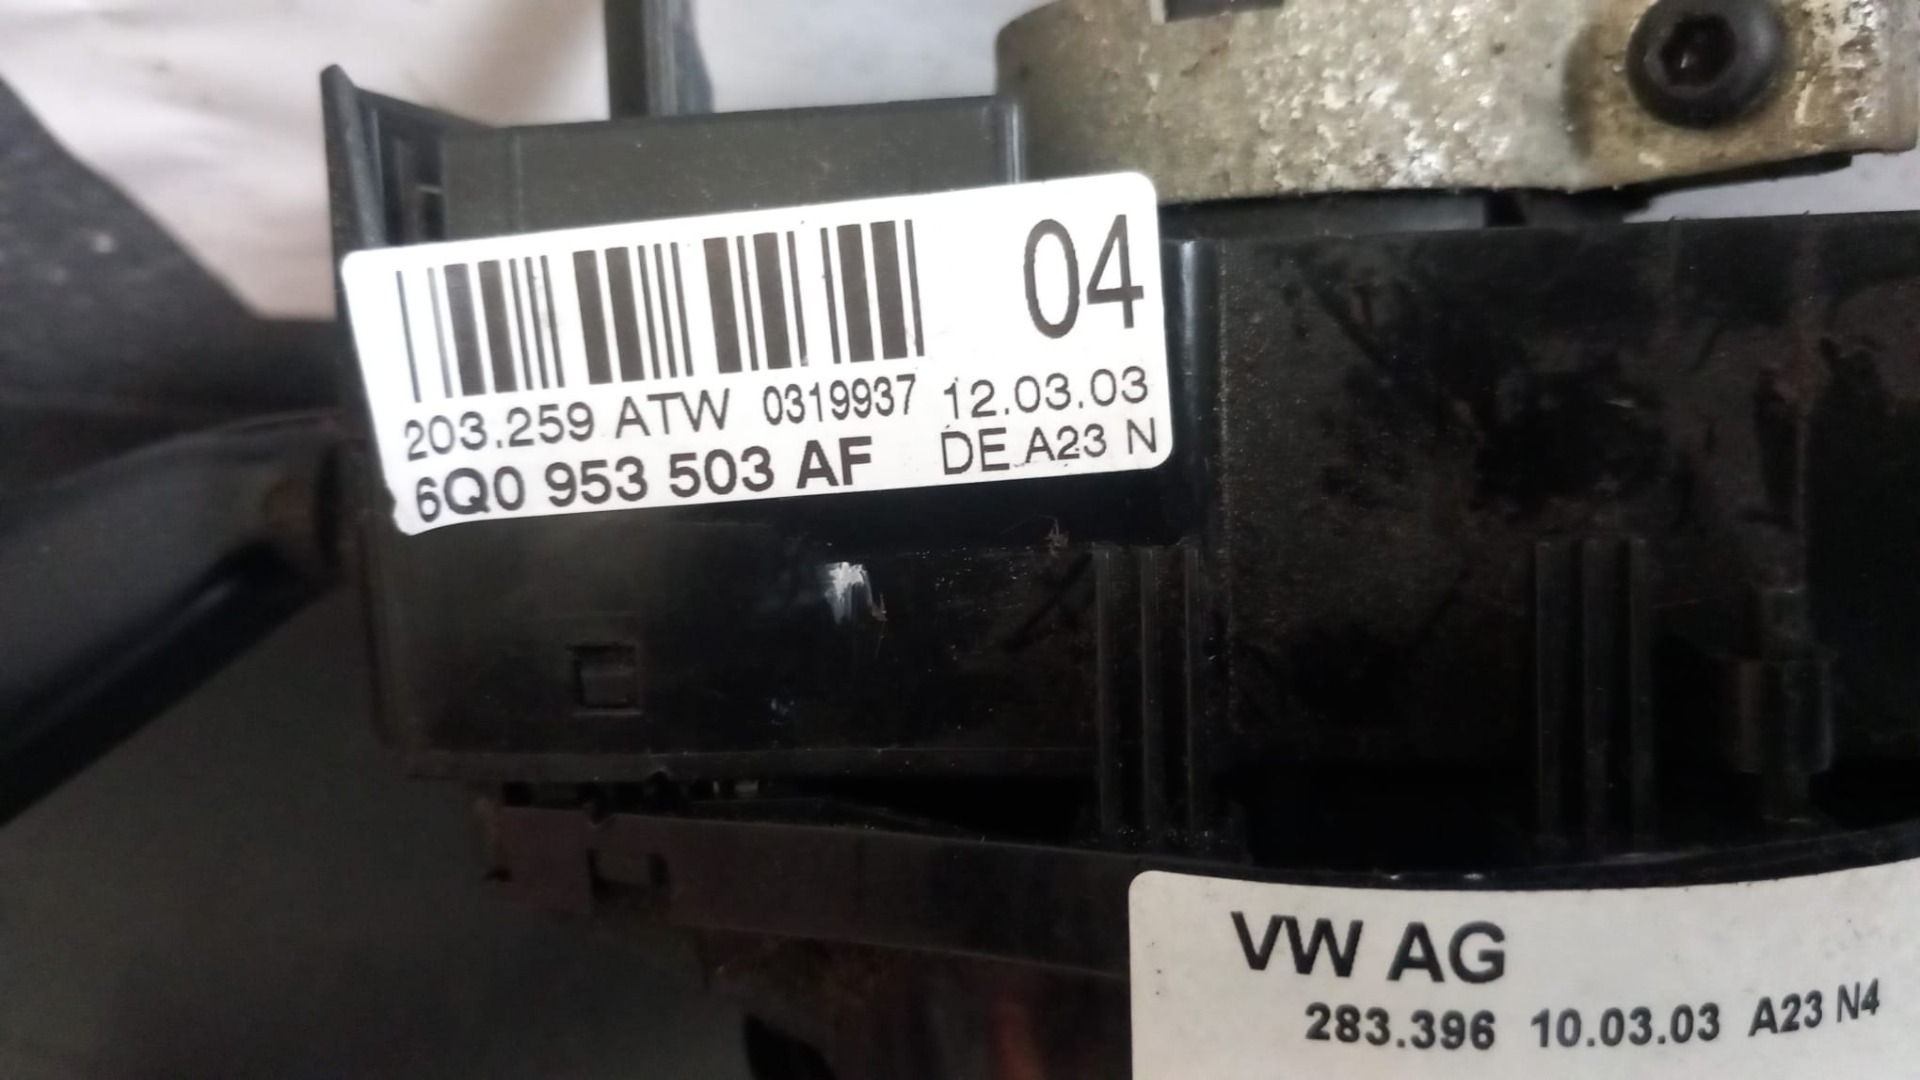 04
203.259 ATW 0319937 12.03.03
6Q0 953 503 AF DE A23 N
VW AG
283.396 10.03.03 A23 N4